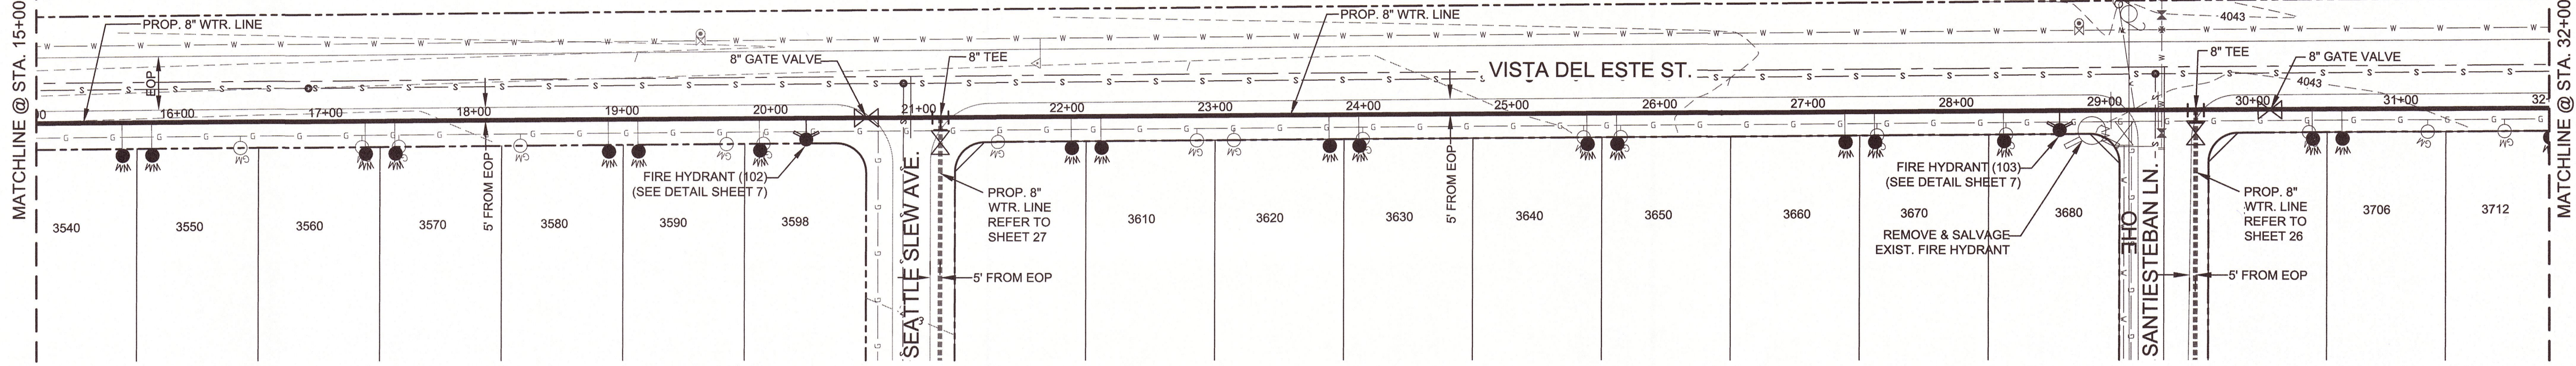 MATCHLINE @ STA. 15+00
PROP. 8" WTR. LINE
EOP
8" GATE VALVE
8" TEE
PROP. 8" WTR. LINE
VISTA DEL ESTE ST.
4043
8" TEE
8" GATE VALVE
4043
MATCHLINE @ STA. 32+00
16+00
17+00
18+00
19+00
20+00
21+00
22+00
23+00
24+00
25+00
26+00
27+00
28+00
29+00
30+00
31+00
32-
5' FROM EOP
FIRE HYDRANT (102)
(SEE DETAIL SHEET 7)
SEATTLE SLEW AVE.
PROP. 8"
WTR. LINE
REFER TO
SHEET 27
5' FROM EOP
5' FROM EOP
FIRE HYDRANT (103)
(SEE DETAIL SHEET 7)
REMOVE & SALVAGE
EXIST. FIRE HYDRANT
OHE
SANTIESTEBAN LN.
PROP. 8"
WTR. LINE
REFER TO
SHEET 26
5' FROM EOP
3540
3550
3560
3570
3580
3590
3598
3610
3620
3630
3640
3650
3660
3670
3680
3706
3712